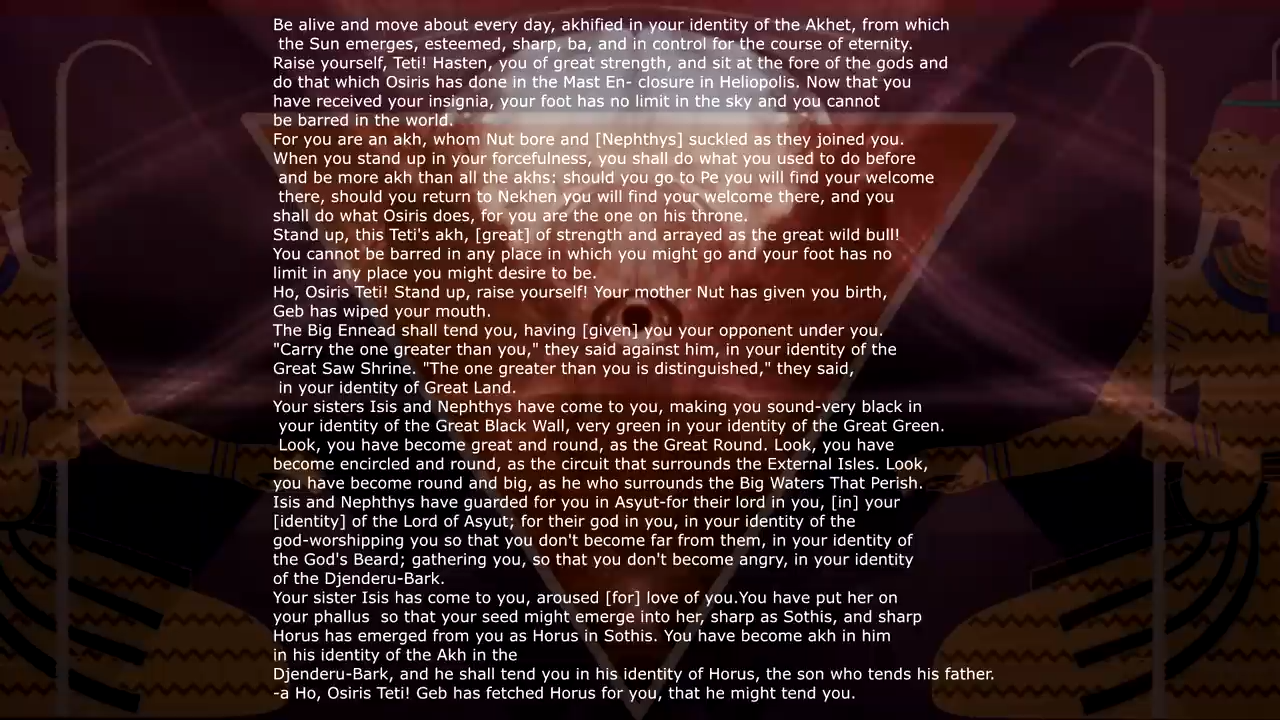 Be alive and move about every day, akhified in your identity of the Akhet, from which
the Sun emerges, esteemed, sharp, ba, and in control for the course of eternity.
Raise yourself, Teti! Hasten, you of great strength, and sit at the fore of the gods and
do that which Osiris has done in the Mast En- closure in Heliopolis. Now that you
have received your insignia, your foot has no limit in the sky and you cannot
be barred in the world.
For you are an akh, whom Nut bore and [Nephthys] suckled as they joined you.
When you stand up in your forcefulness, you shall do what you used to do before
and be more akh than all the akhs: should you go to Pe you will find your welcome
there, should you return to Nekhen you will find your welcome there, and you
shall do what Osiris does, for you are the one on his throne.
Stand up, this Teti's akh, [great] of strength and arrayed as the great wild bull!
You cannot be barred in any place in which you might go and your foot has no
limit in any place you might desire to be.
Ho, Osiris Teti! Stand up, raise yourself! Your mother Nut has given you birth,
Geb has wiped your mouth.
The Big Ennead shall tend you, having [given] you your opponent under you.
"Carry the one greater than you," they said against him, in your identity of the
Great Saw Shrine. "The one greater than you is distinguished," they said,
in your identity of Great Land.
Your sisters Isis and Nephthys have come to you, making you sound-very black in
your identity of the Great Black Wall, very green in your identity of the Great Green.
Look, you have become great and round, as the Great Round. Look, you have
become encircled and round, as the circuit that surrounds the External Isles. Look,
you have become round and big, as he who surrounds the Big Waters That Perish.
Isis and Nephthys have guarded for you in Asyut-for their lord in you, [in] your
[identity] of the Lord of Asyut; for their god in you, in your identity of the
god-worshipping you so that you don't become far from them, in your identity of
the God's Beard; gathering you, so that you don't become angry, in your identity
of the Djenderu-Bark.
Your sister Isis has come to you, aroused [for] love of you.You have put her on
your phallus so that your seed might emerge into her, sharp as Sothis, and sharp
Horus has emerged from you as Horus in Sothis. You have become akh in him
in his identity of the Akh in the
Djenderu-Bark, and he shall tend you in his identity of Horus, the son who tends his father.
-a Ho, Osiris Teti! Geb has fetched Horus for you, that he might tend you.